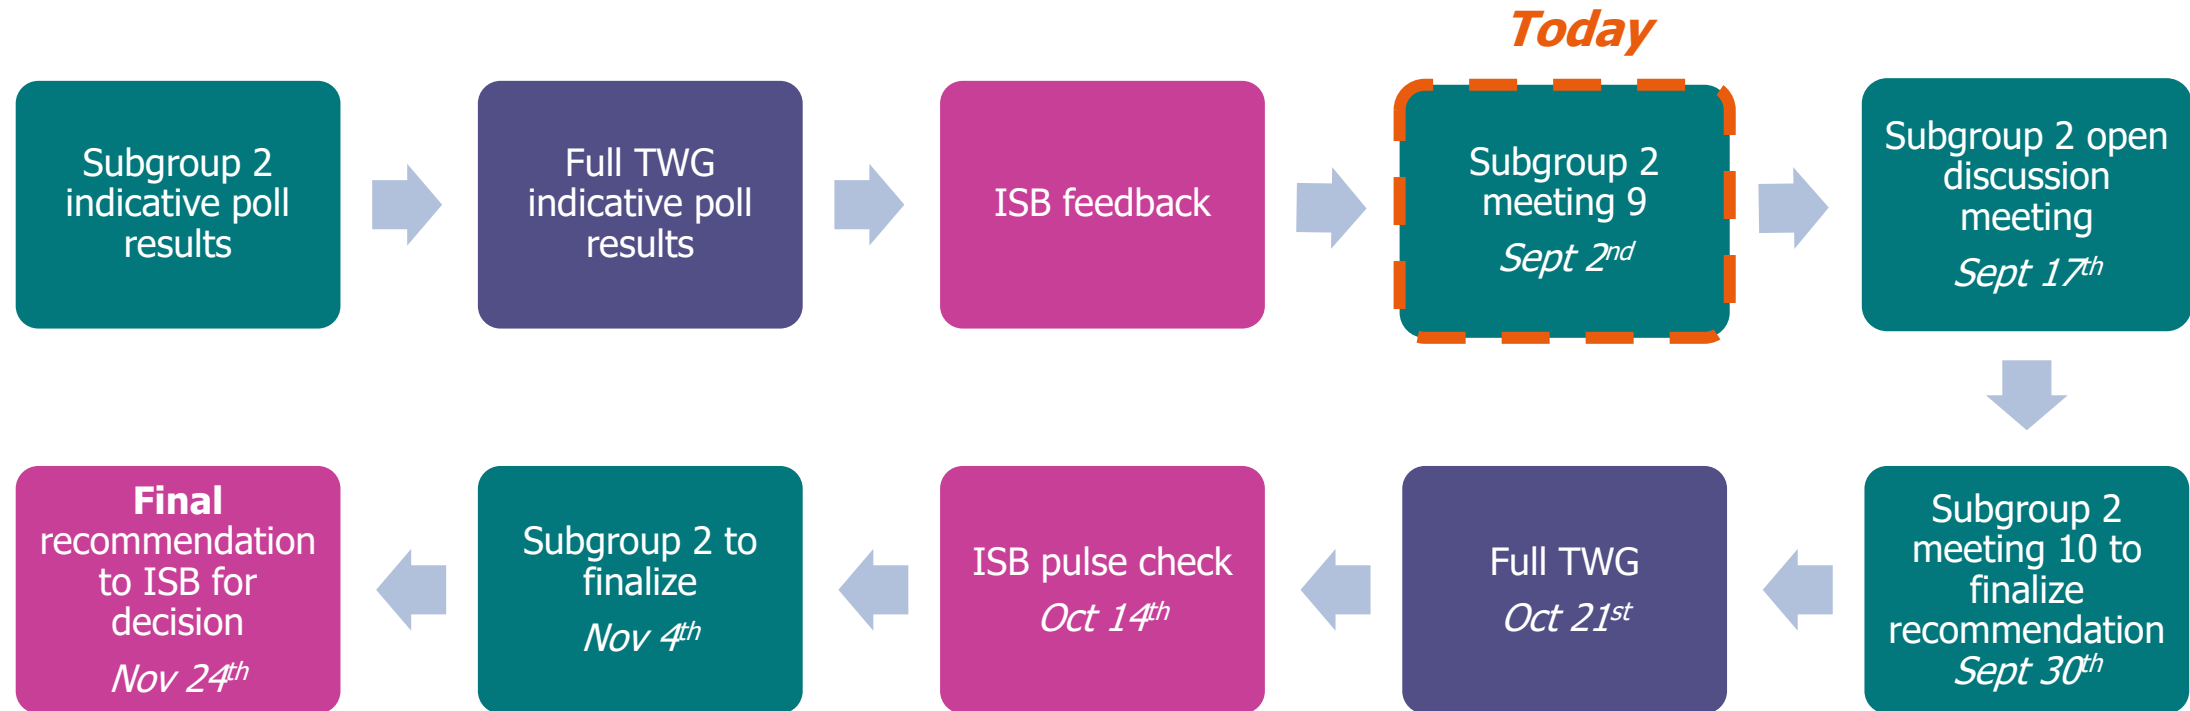 Today
Subgroup 2
indicative poll
results
Full TWG
indicative poll
results
ISB feedback
Subgroup 2
meeting 9
Sept 2nd
Subgroup 2 open
discussion
meeting
Sept 17th
Subgroup 2
meeting 10 to
finalize
recommendation
Sept 30th
Full TWG
Oct 21st
ISB pulse check
Oct 14th
Subgroup 2 to
finalize
Nov 4th
Final
recommendation
to ISB for
decision
Nov 24th